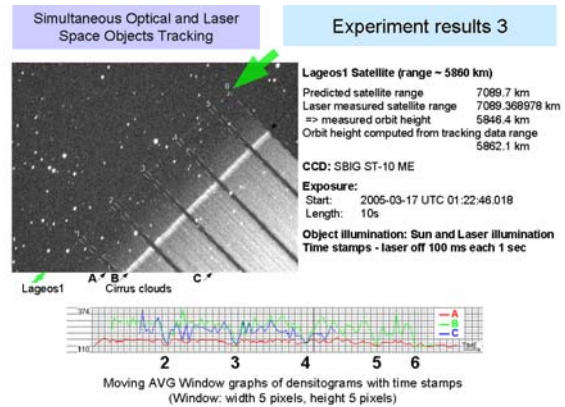 Simultaneous Optical and Laser
Space Objects Tracking
Experiment results 3
Lageos1 Satellite (range ~ 5860 km)
Predicted satellite range 7089.7 km
Laser measured satellite range 7089.368978 km
=> measured orbit height 5846.4 km
Orbit height computed from tracking data range
5862.1 km
CCD: SBIG ST-10 ME
Exposure:
Start: 2005-03-17 UTC 01:22:46.018
Length: 10s
Object illumination: Sun and Laser illumination
Time stamps - laser off 100 ms each 1 sec
A B C
Lageos1 Cirrus clouds
374
A
B
C
110
Time
2 3 4 5 6
Moving AVG Window graphs of densitograms with time stamps
(Window: width 5 pixels, height 5 pixels)